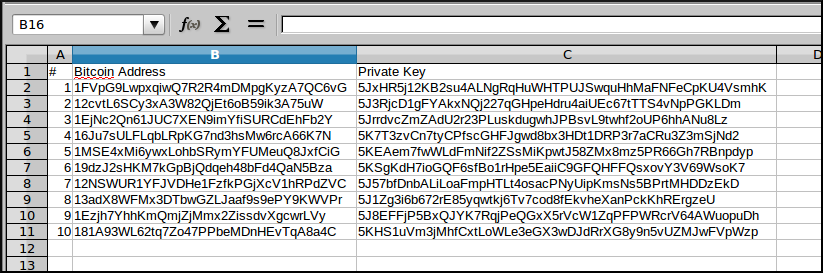 B16 f(x) Σ =
A B C D
1 # Bitcoin Address Private Key
2 1 1FVpG9LwpxqiwQ7R2R4mDMpgKyzA7QC6vG 5JxHR5j12KB2su4ALNgRqHuWHTPUJSwquHhMaFNFeCpKU4VsmhK
3 2 12cvtL6SCy3xA3W82QjEt6oB59ik3A75uW 5J3RjcD1gFYAkxNQj227qGHpeHdru4aiUEc67tTTS4vNpPGKLDm
4 3 1EjNc2Qn61JUC7XEN9imYfiSURCdEhFb2Y 5JrrdvcZmZAdU2r23PLuskdugwhJPBsvL9twhf2oUP6hhANu8Lz
5 4 16Ju7sULFLqbLRpKG7nd3hsMw6rcA66K7N 5K7T3zvCn7tyCPfscGHFJgwd8bx3HDt1DRP3r7aCRu3Z3mSjNd2
6 5 1MSE4xMi6ywxLohbSRymYFUMeuQ8JxfCiG 5KEAem7fwWLdFmNif2ZSsMiKpwtJ58ZMx8mz5PR66Gh7RBnpdyp
7 6 19dzJ2sHKM7kGpBjQdqeh48bFd4QaN5Bza 5KSgKdH7ioGQF6sfBo1rHpe5EaiiC9GFQHFFQsxovY3V69WsoK7
8 7 12NSWUR1YFJVDHe1FzfkPGjXcV1hRPdZVC 5J57bfDnbALiLoaFmpHTLt4osacPNyUipKmsNs5BPrtMHDDzEkD
9 8 13adX8WFMx3DTbwGZLJaaf9s9ePY9KWVPr 5J1Zg3i6b672rE85yqwtkj6Tv7cod8fEkvheXanPckKhRErgzeU
10 9 1Ezjh7YhhKmQmjZjMmx2ZissdvXgcwrLVy 5J8EFFjP5BxQJYK7RqjPeQGxX5rVcW1ZqPFPWRcrV64AWuopuDh
11 10 181A93WL62tq7Zo47PPbeMDnHEvTqA8a4C 5KHS1uVm3jMhfCxtLoWLe3eGX3wDJdRrXG8y9n5vUZMJwFVpWzp
12
13